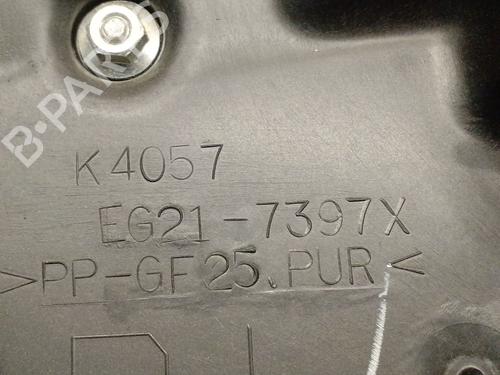 B-PARTS
K4057
EG21-7397X
>PP-GF25.PUR<